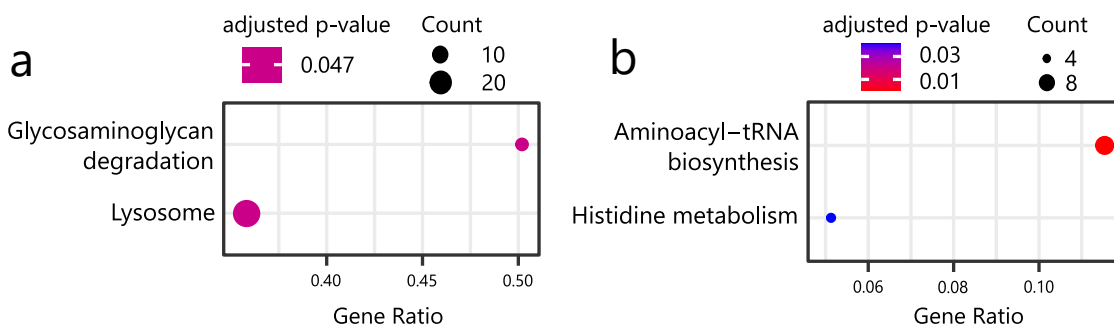 a
adjusted p-value
0.047
Count
10
20
Glycosaminoglycan
degradation
Lysosome
0.40
0.45
0.50
Gene Ratio
b
adjusted p-value
0.03
0.01
Count
4
8
Aminoacyl−tRNA
biosynthesis
Histidine metabolism
0.06
0.08
0.10
Gene Ratio